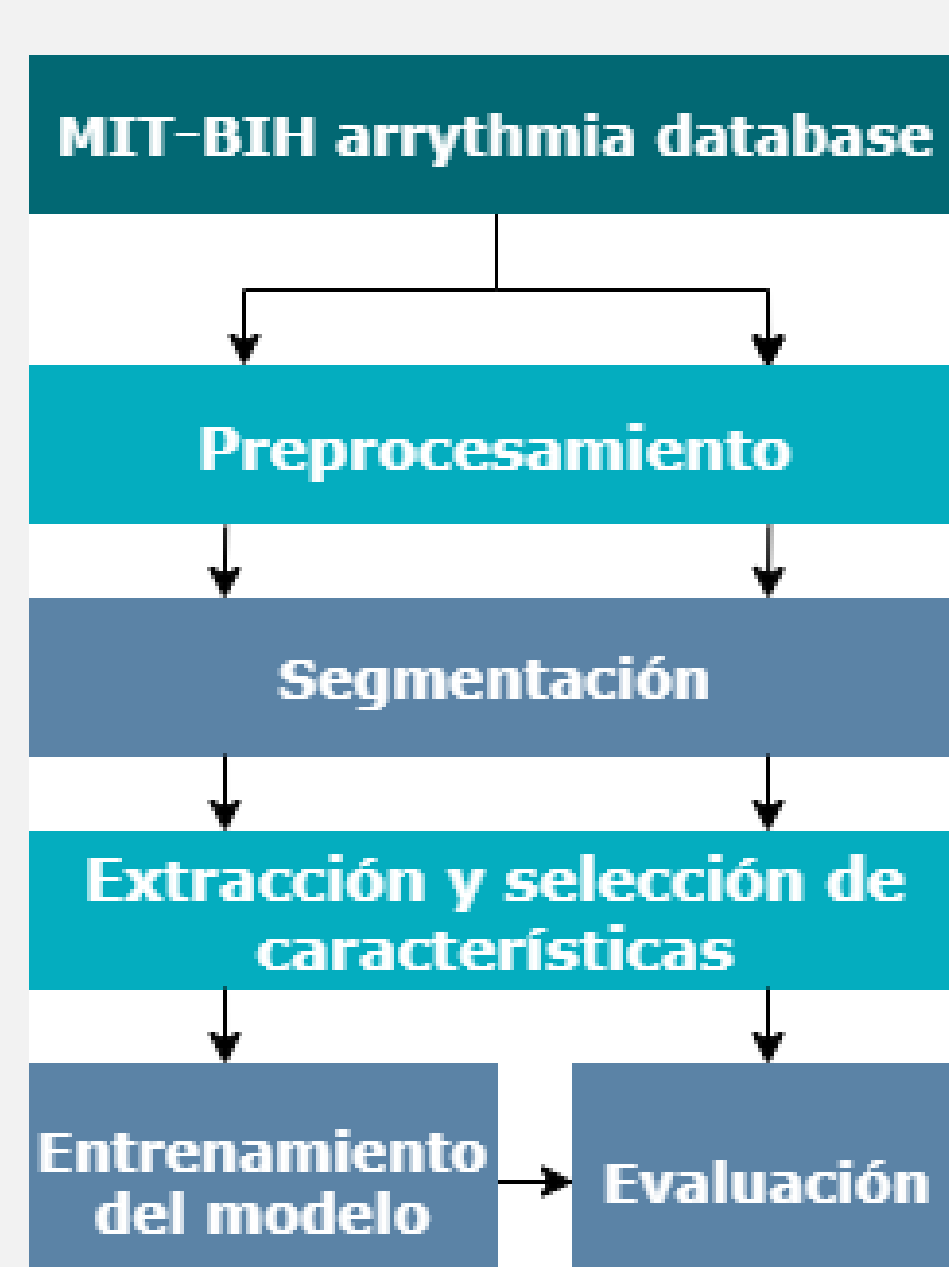 MIT-BIH arrythmia database
Preprocesamiento
Segmentación
Extracción y selección de
características
Entrenamiento
del modelo
Evaluación